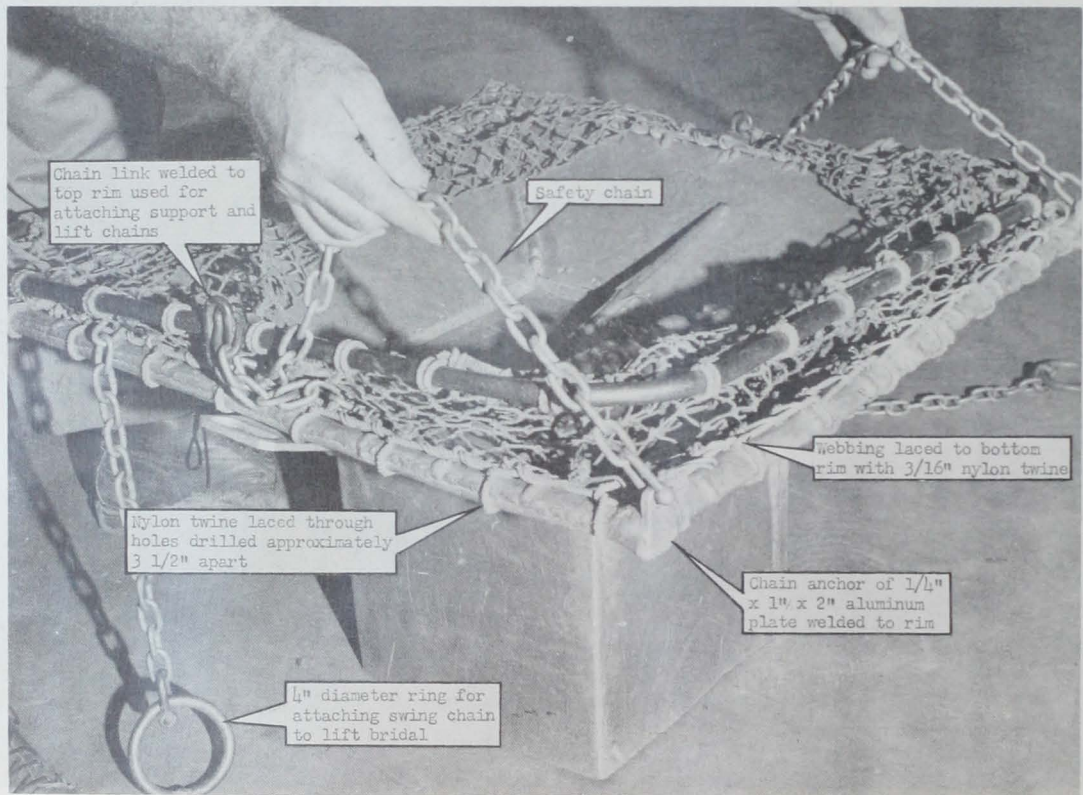 Chain link welded to
top rim used for
attaching support and
lift chains
Safety chain
Webbing laced to bottom
rim with 3/16" nylon twine
Nylon twine laced through
holes drilled approximately
3 1/2" apart
Chain anchor of 1/4"
x 1" x 2" aluminum
plate welded to rim
4" diameter ring for
attaching swing chain
to lift bridal